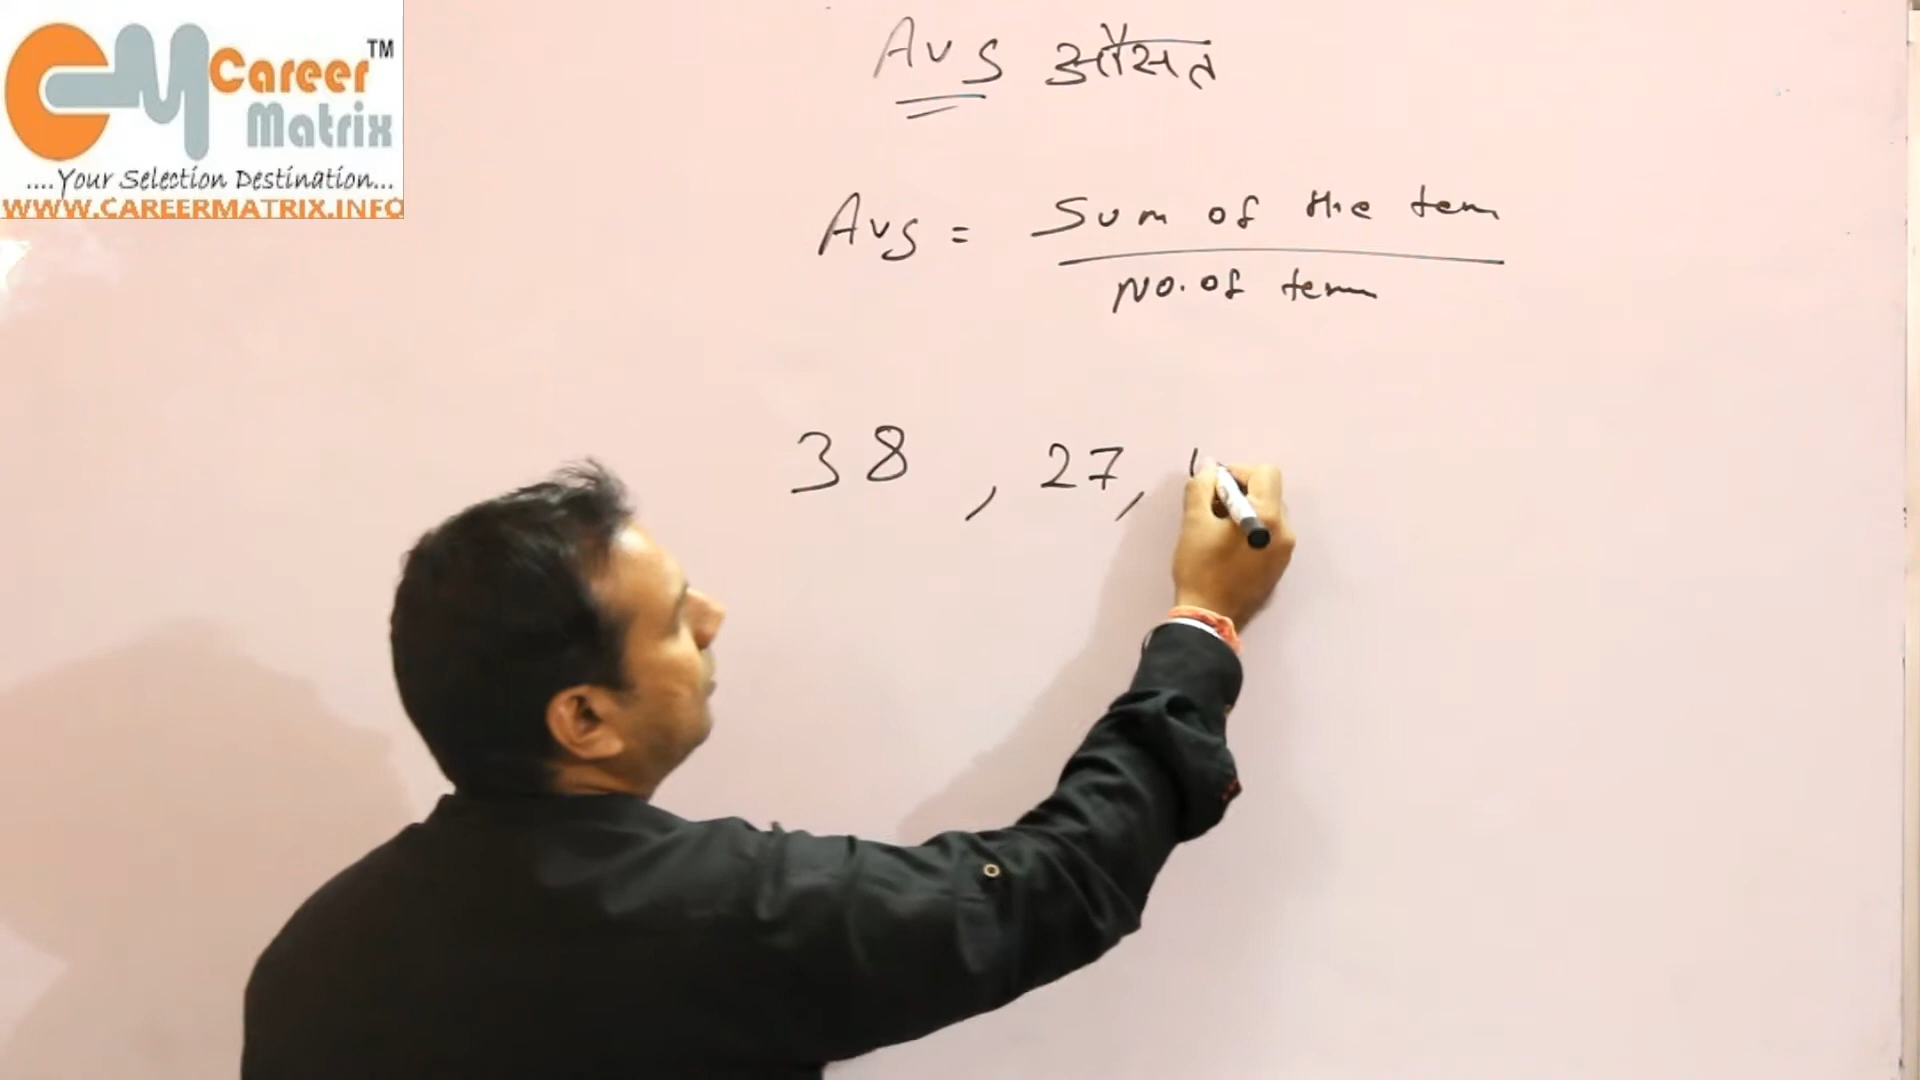 Career
Matrix
TM
....Your Selection Destination...
WWW.CAREERMATRIX.INFO
Avg औसत
Avg = Sum of the term
No. of term
38 , 27,